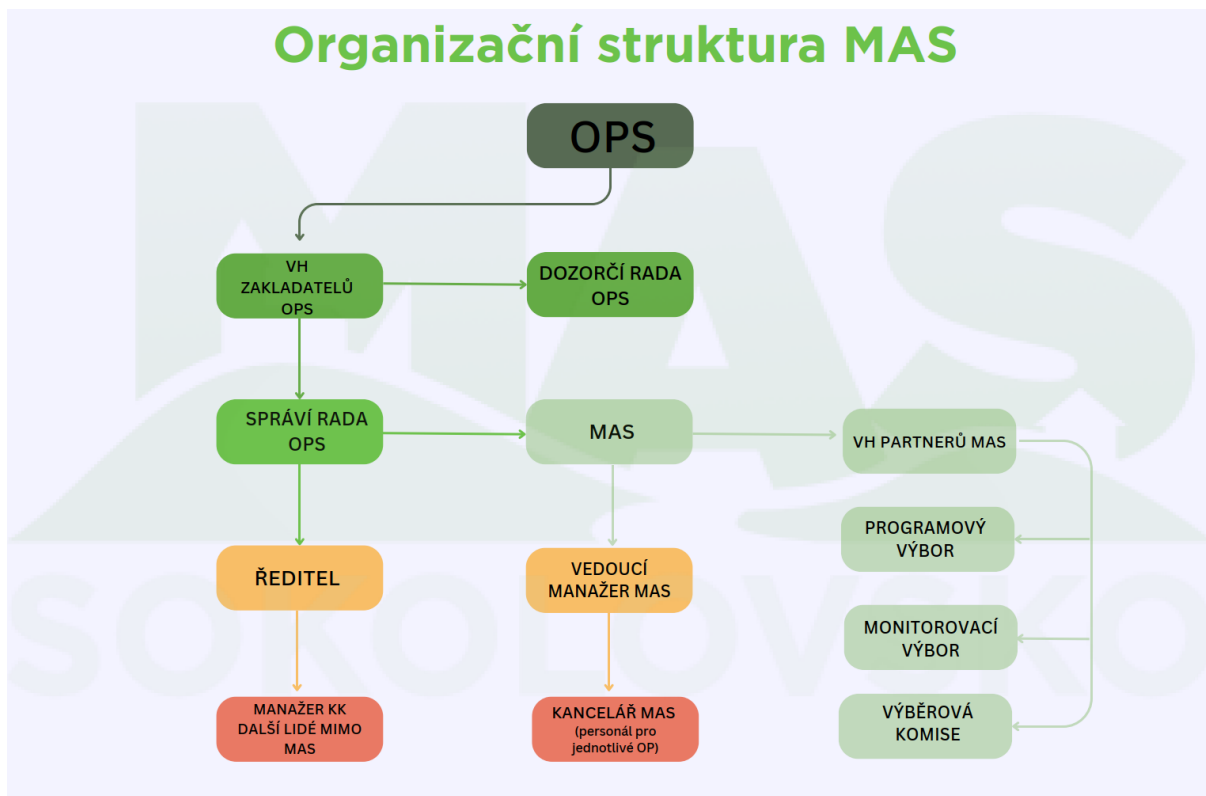 Organizační struktura MAS
OPS
VH
ZAKLADATELŮ
OPS
DOZORČÍ RADA
OPS
SPRÁVÍ RADA
OPS
MAS
VH PARTNERŮ MAS
PROGRAMOVÝ
VÝBOR
ŘEDITEL
VEDOUCÍ
MANAŽER MAS
MONITOROVACÍ
VÝBOR
MANAŽER KK
DALŠÍ LIDÉ MIMO
MAS
KANCELÁŘ MAS
(personál pro
jednotlivé OP)
VÝBĚROVÁ
KOMISE
MAS
SOKOLOVSKO